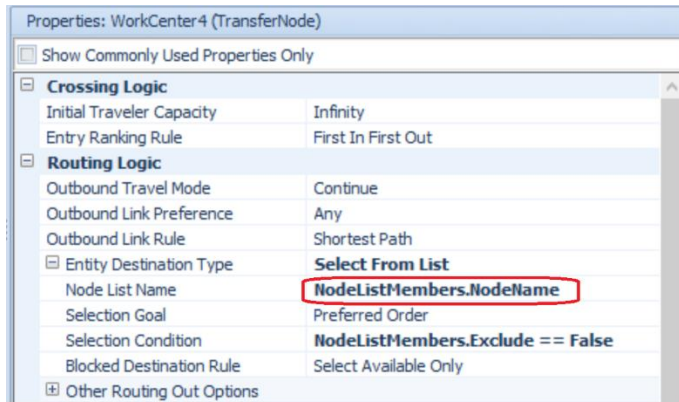 Properties: WorkCenter4 (TransferNode)
Show Commonly Used Properties Only
Crossing Logic
Initial Traveler Capacity Infinity
Entry Ranking Rule First In First Out
Routing Logic
Outbound Travel Mode Continue
Outbound Link Preference Any
Outbound Link Rule Shortest Path
Entity Destination Type Select From List
Node List Name NodeListMembers.NodeName
Selection Goal Preferred Order
Selection Condition NodeListMembers.Exclude == False
Blocked Destination Rule Select Available Only
Other Routing Out Options